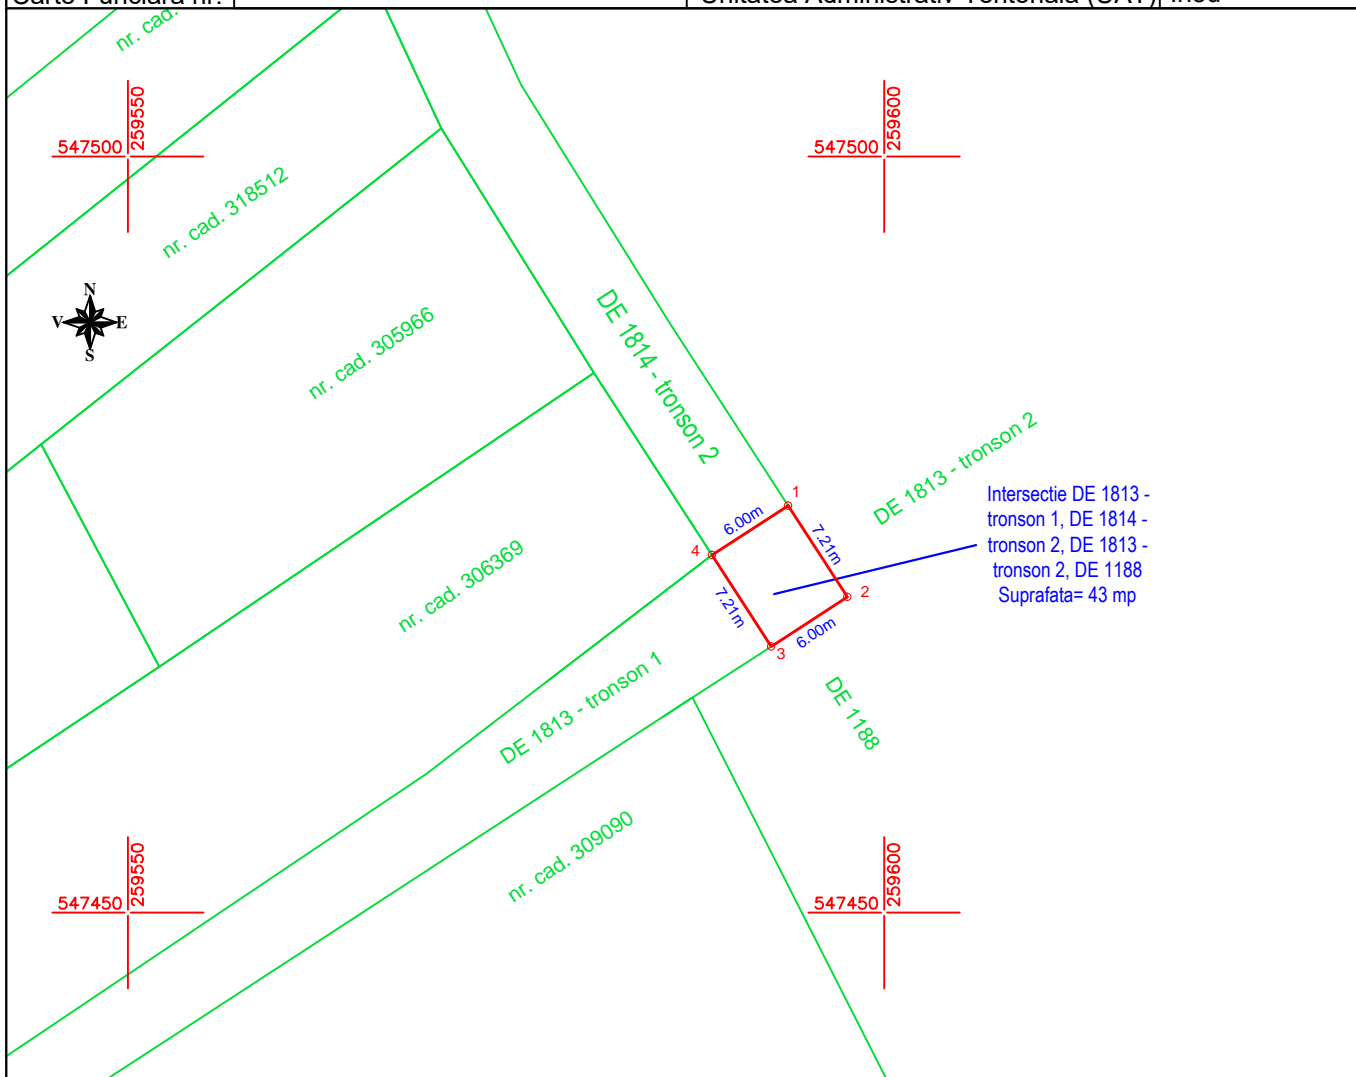 nr. cad.
547500
259550
547500
259600
nr. cad. 318512
N
V
E
S
nr. cad. 305966
DE 1814 - tronson 2
DE 1813 - tronson 2
1
6.00m
7.21m
4
2
7.21m
6.00m
3
Intersectie DE 1813 -
tronson 1, DE 1814 -
tronson 2, DE 1813 -
tronson 2, DE 1188
Suprafata= 43 mp
nr. cad. 306369
DE 1813 - tronson 1
DE 1188
nr. cad. 309090
547450
259550
547450
259600